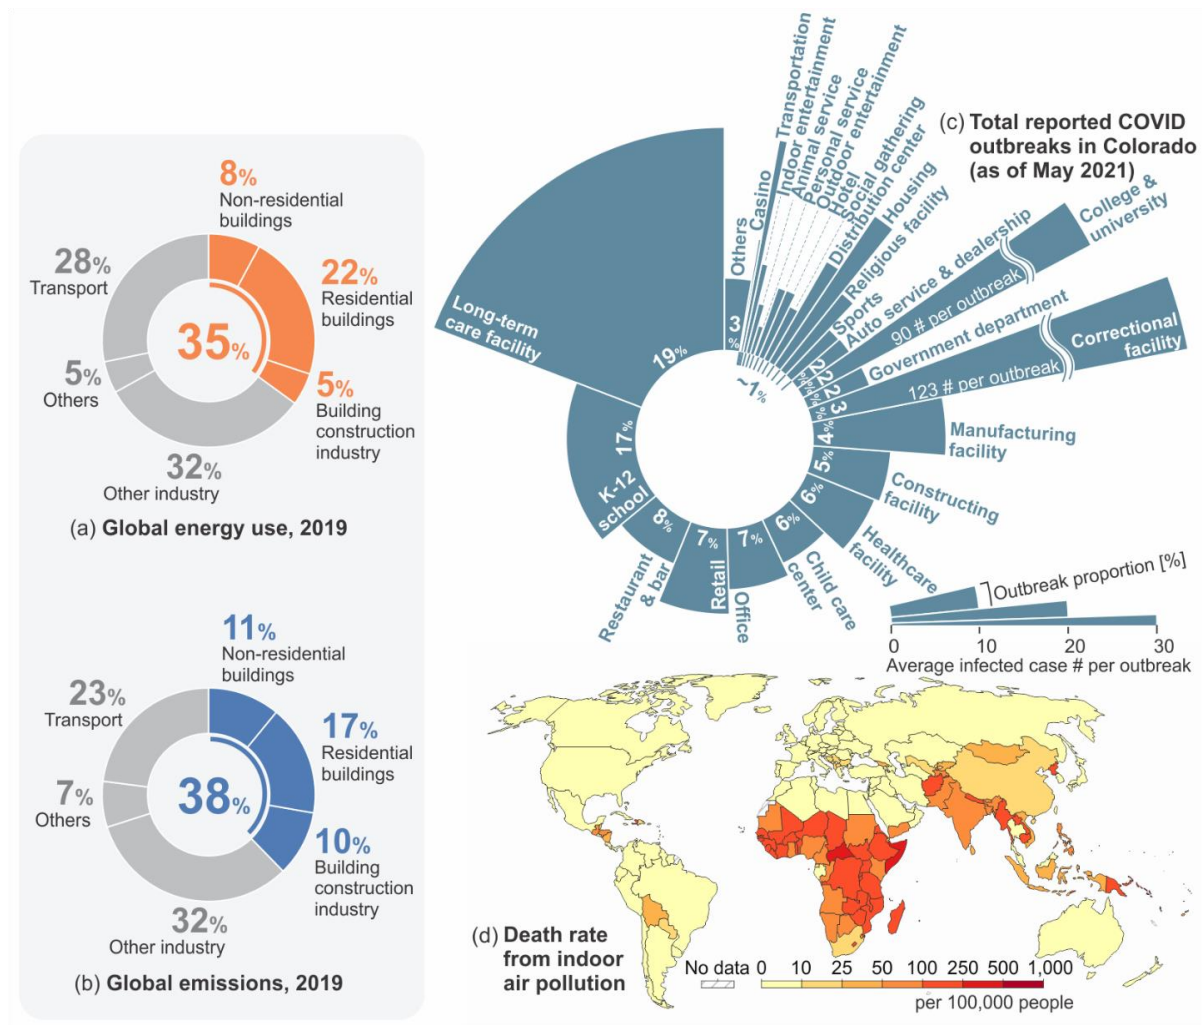 8%
Non-residential
buildings
28%
Transport
22%
Residential
buildings
35%
5%
Others
5%
Building
construction
industry
32%
Other industry
(a) Global energy use, 2019
11%
Non-residential
buildings
23%
Transport
17%
Residential
buildings
38%
7%
Others
10%
Building
construction
industry
32%
Other industry
(b) Global emissions, 2019
(c) Total reported COVID
outbreaks in Colorado
(as of May 2021)
Long-term
care facility
19%
Others
3%
Casino
Transportation
Indoor entertainment
Animal service
Personal service
Outdoor entertainment
Hotel
Social gathering
Distribution center
Housing
Religious facility
~1%
Sports
2%
Auto service & dealership
2%
College &
university
90 # per outbreak
2%
Government department
3%
Correctional
facility
123 # per outbreak
4%
Manufacturing
facility
5%
Constructing
facility
6%
Healthcare
facility
6%
Child care
center
7%
Office
7%
Retail
8%
Restaurant
& bar
17%
K-12
school
Outbreak proportion [%]
0 10 20 30
Average infected case # per outbreak
(d) Death rate
from indoor
air pollution
No data 0 10 25 50 100 250 500 1,000
per 100,000 people